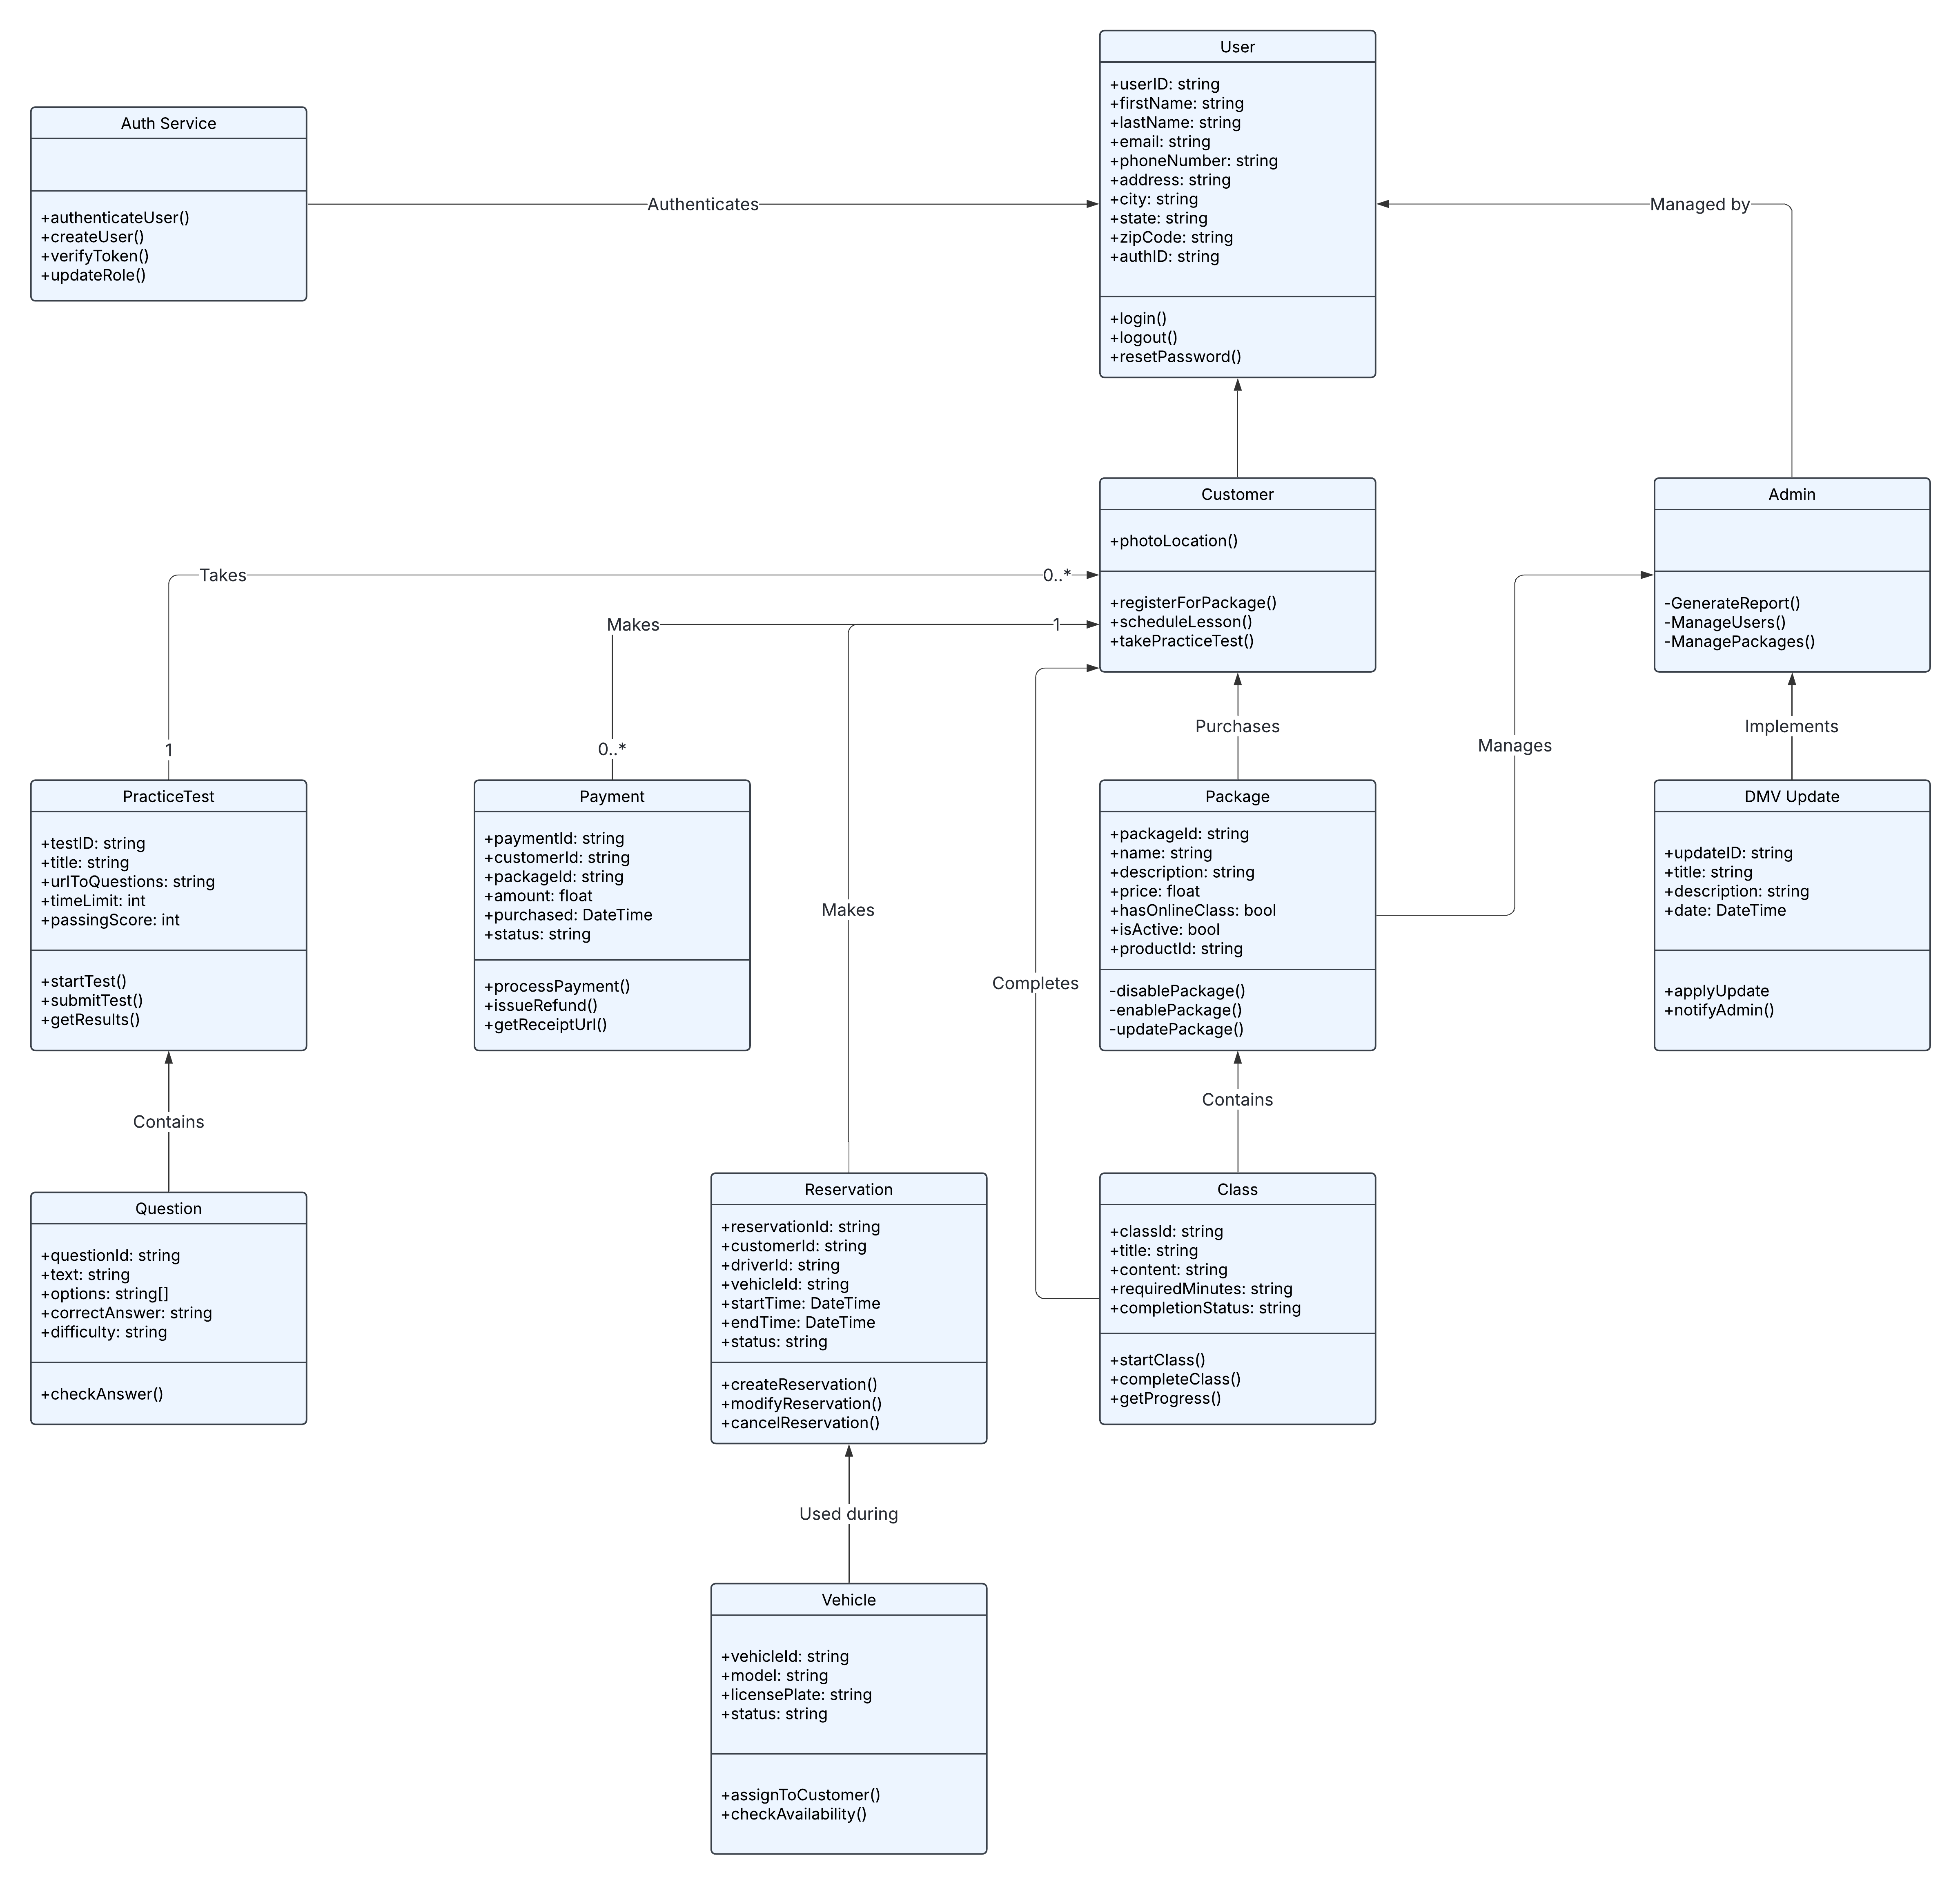 User
+userID: string
+firstName: string
+lastName: string
+email: string
+phoneNumber: string
+address: string
+city: string
+state: string
+zipCode: string
+authID: string
+login()
+logout()
+resetPassword()
Auth Service
+authenticateUser()
+createUser()
+verifyToken()
+updateRole()
Authenticates
Managed by
Customer
+photoLocation()
+registerForPackage()
+scheduleLesson()
+takePracticeTest()
Admin
-GenerateReport()
-ManageUsers()
-ManagePackages()
Takes
0..*
1
Makes
1
0..*
Purchases
Manages
Implements
PracticeTest
+testID: string
+title: string
+urlToQuestions: string
+timeLimit: int
+passingScore: int
+startTest()
+submitTest()
+getResults()
Payment
+paymentId: string
+customerId: string
+packageId: string
+amount: float
+purchased: DateTime
+status: string
+processPayment()
+issueRefund()
+getReceiptUrl()
Makes
Completes
Package
+packageId: string
+name: string
+description: string
+price: float
+hasOnlineClass: bool
+isActive: bool
+productId: string
-disablePackage()
-enablePackage()
-updatePackage()
DMV Update
+updateID: string
+title: string
+description: string
+date: DateTime
+applyUpdate
+notifyAdmin()
Contains
Contains
Question
+questionId: string
+text: string
+options: string[]
+correctAnswer: string
+difficulty: string
+checkAnswer()
Reservation
+reservationId: string
+customerId: string
+driverId: string
+vehicleId: string
+startTime: DateTime
+endTime: DateTime
+status: string
+createReservation()
+modifyReservation()
+cancelReservation()
Class
+classId: string
+title: string
+content: string
+requiredMinutes: string
+completionStatus: string
+startClass()
+completeClass()
+getProgress()
Used during
Vehicle
+vehicleId: string
+model: string
+licensePlate: string
+status: string
+assignToCustomer()
+checkAvailability()